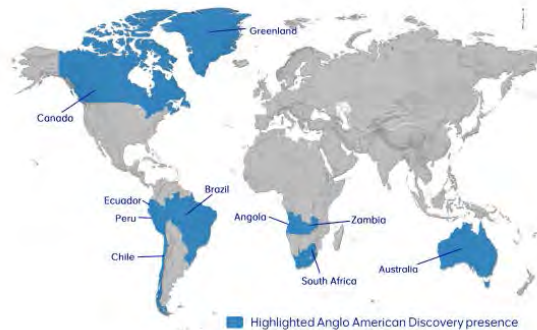 Greenland
Canada
Ecuador
Brazil
Peru
Angola
Zambia
Chile
South Africa
Australia
Highlighted Anglo American Discovery presence